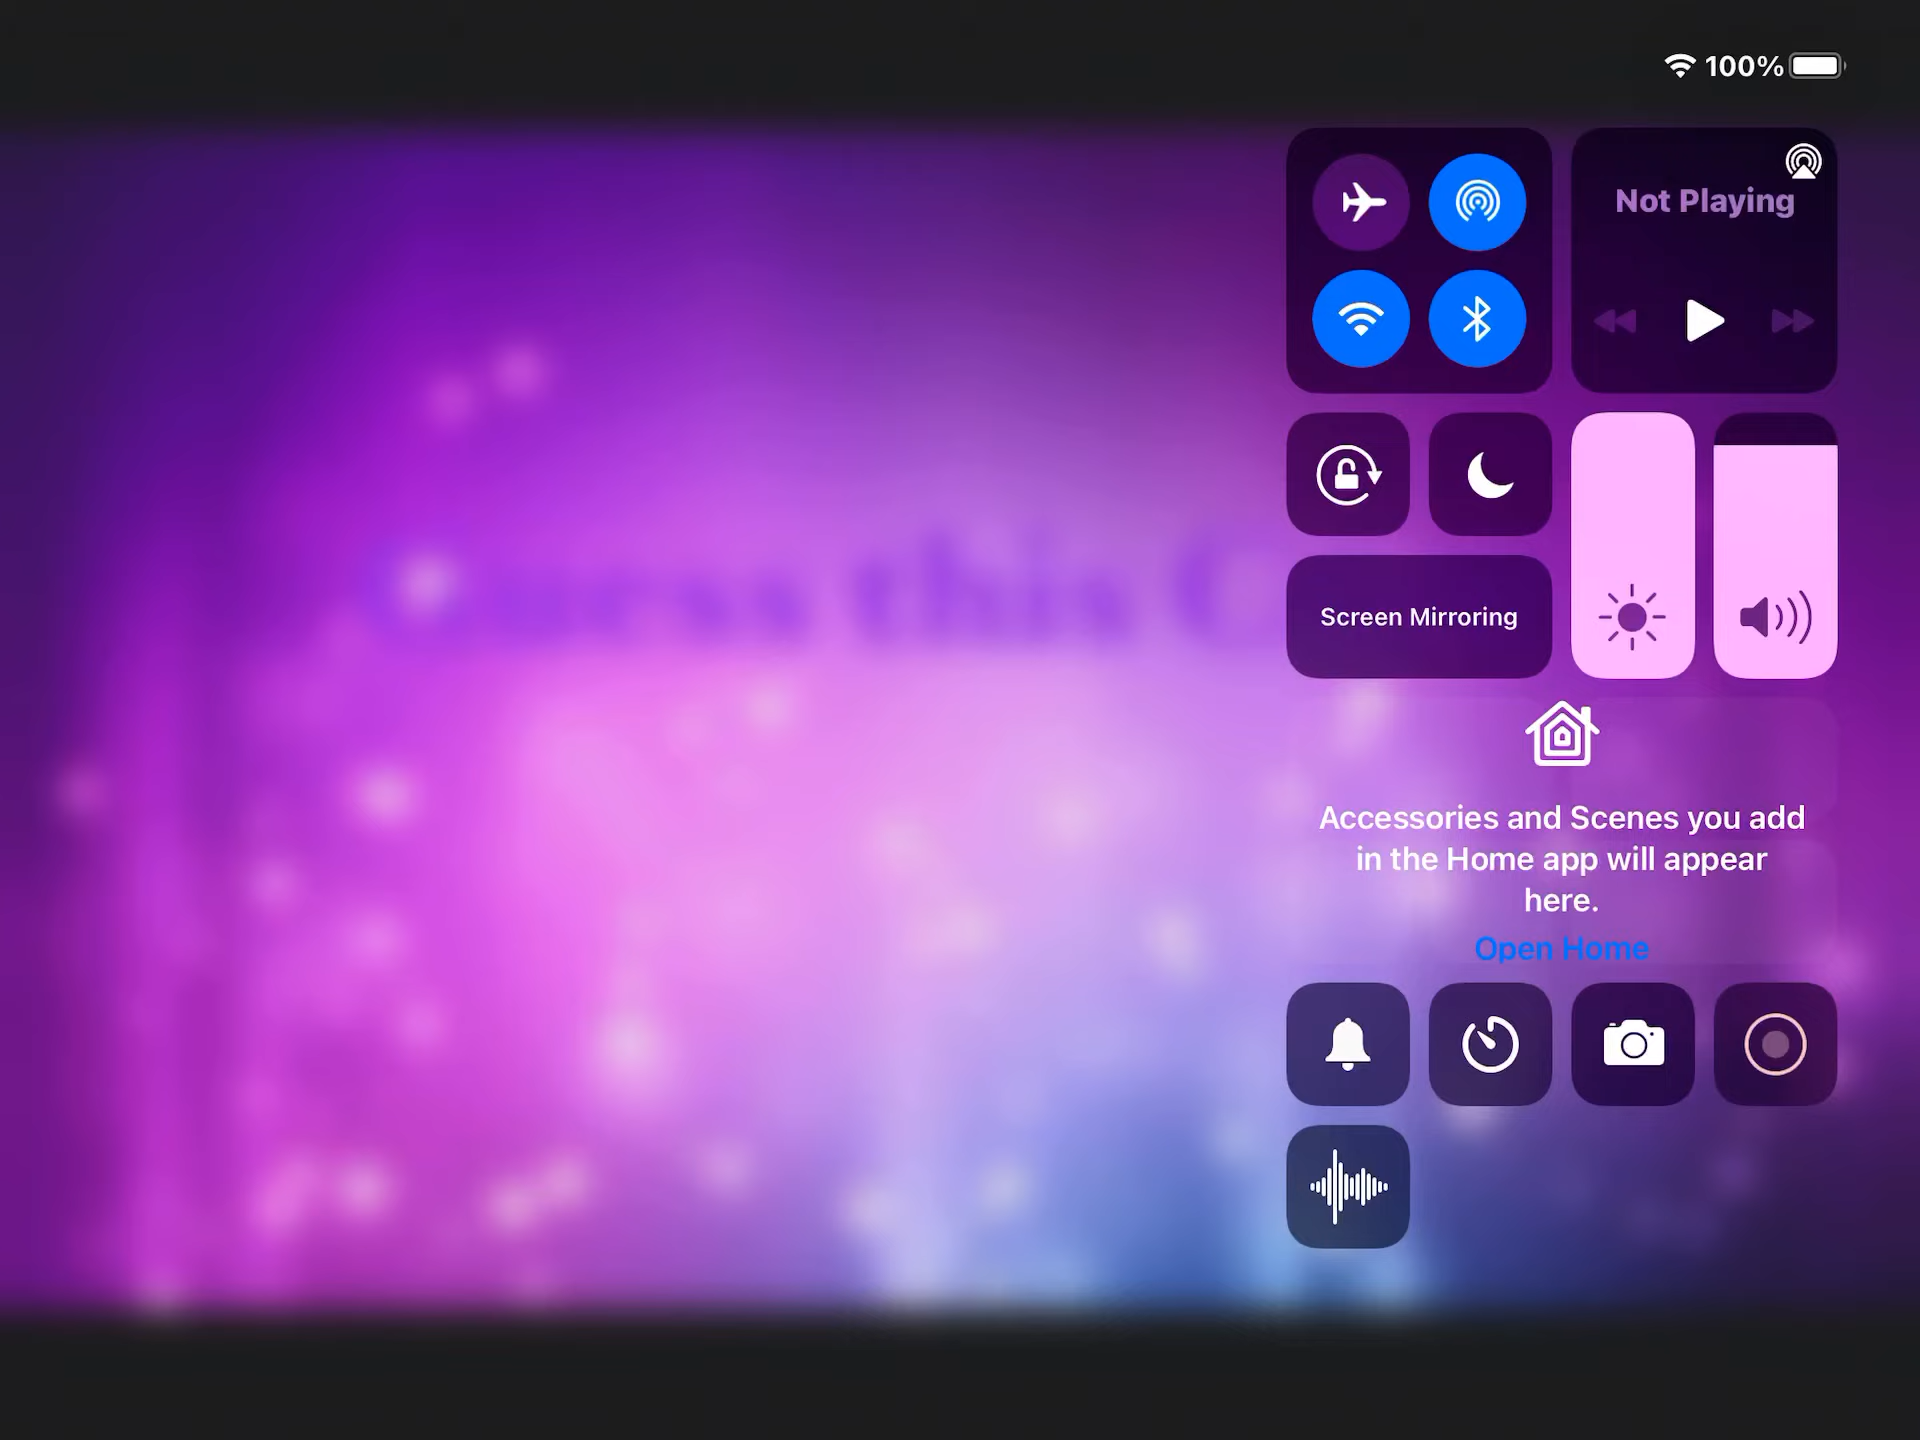 100%
Not Playing
Screen Mirroring
Accessories and Scenes you add
in the Home app will appear
here.
Open Home
this